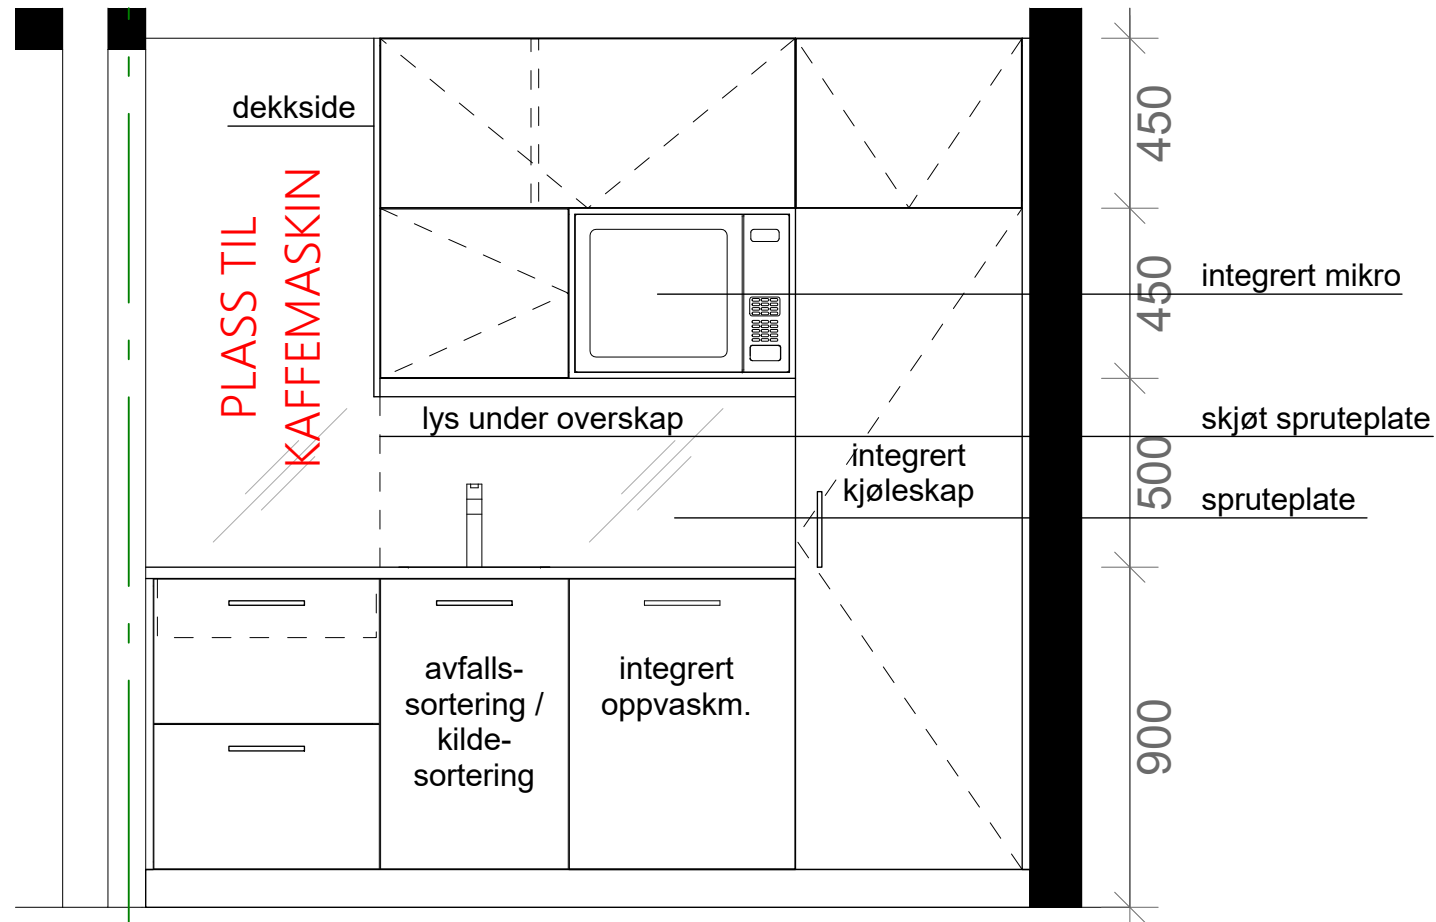 dekkside
PLASS TIL
KAFFEMASKIN
450
450
integrert mikro
lys under overskap
skjøt spruteplate
integrert
kjøleskap
500
spruteplate
avfalls-
sortering /
kilde-
sortering
integrert
oppvaskm.
900